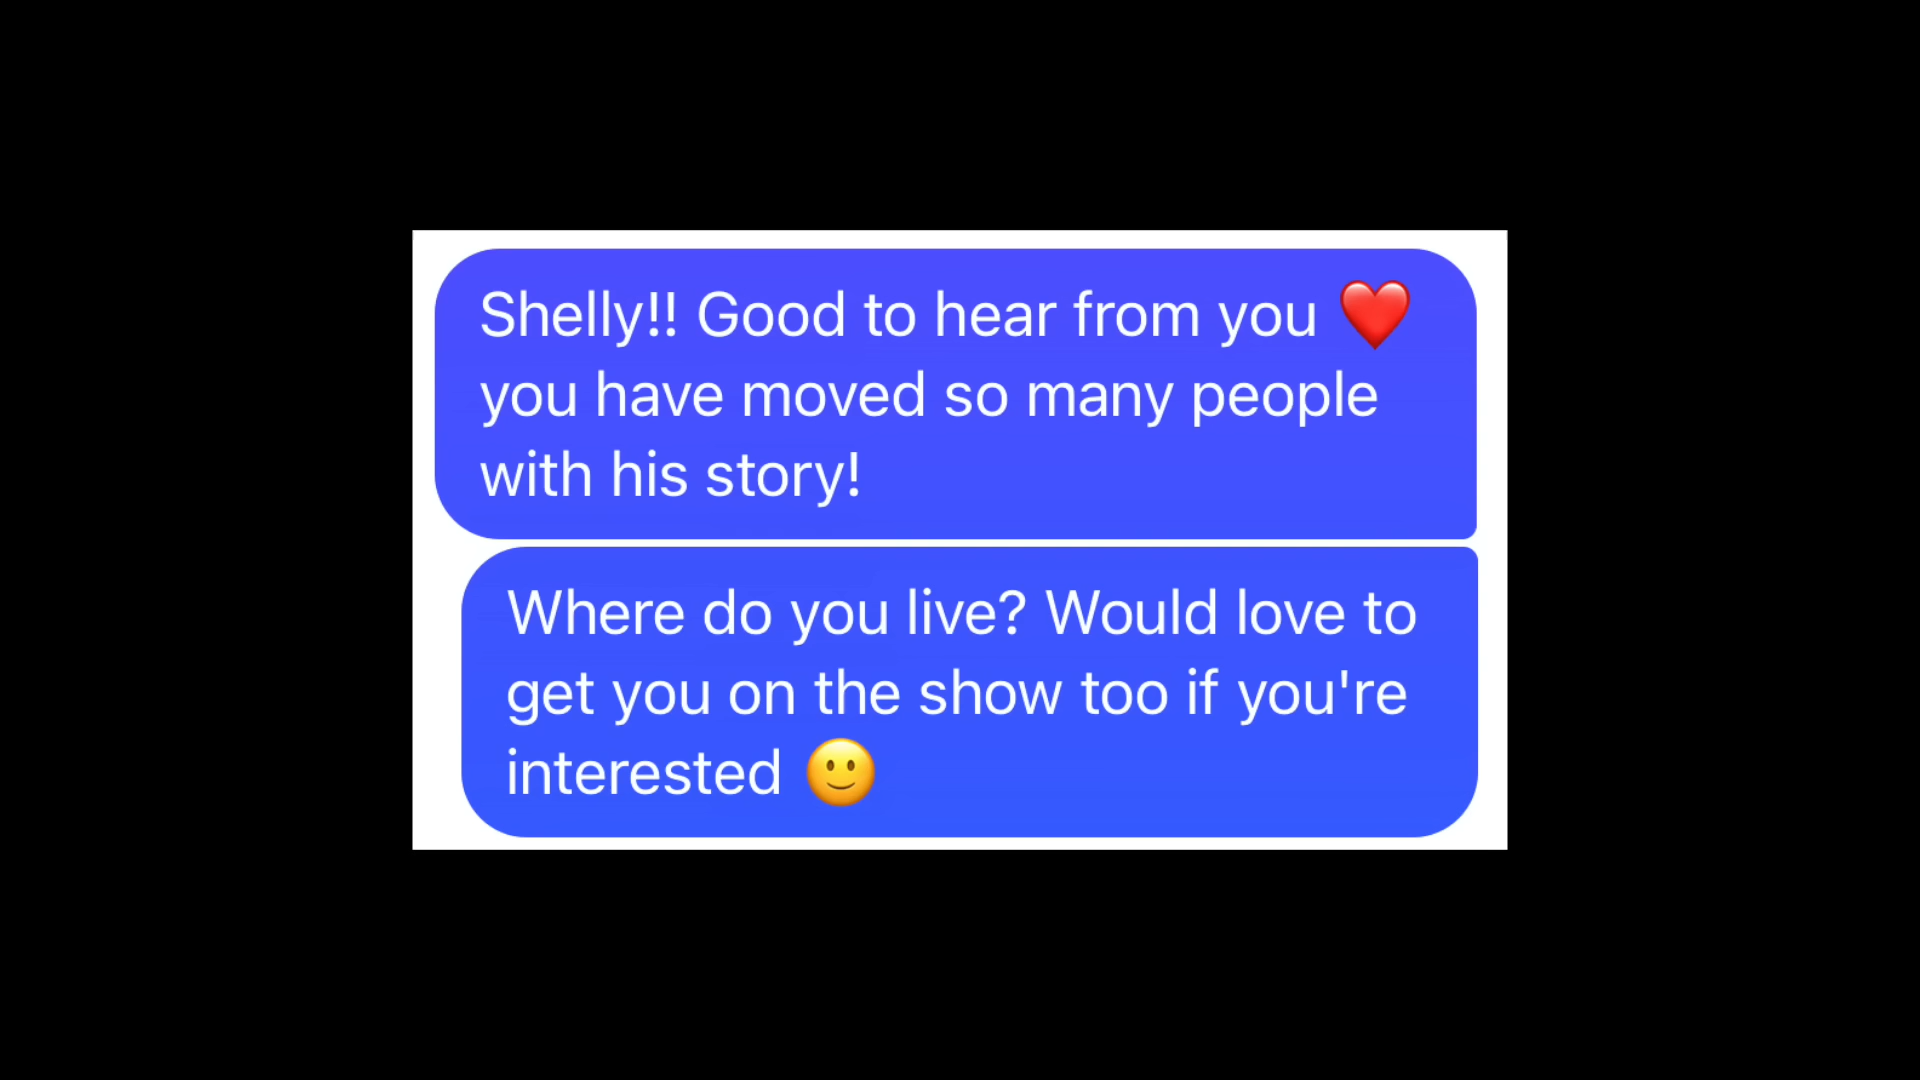 Shelly!! Good to hear from you ❤️
you have moved so many people
with his story!
Where do you live? Would love to
get you on the show too if you're
interested 🙂